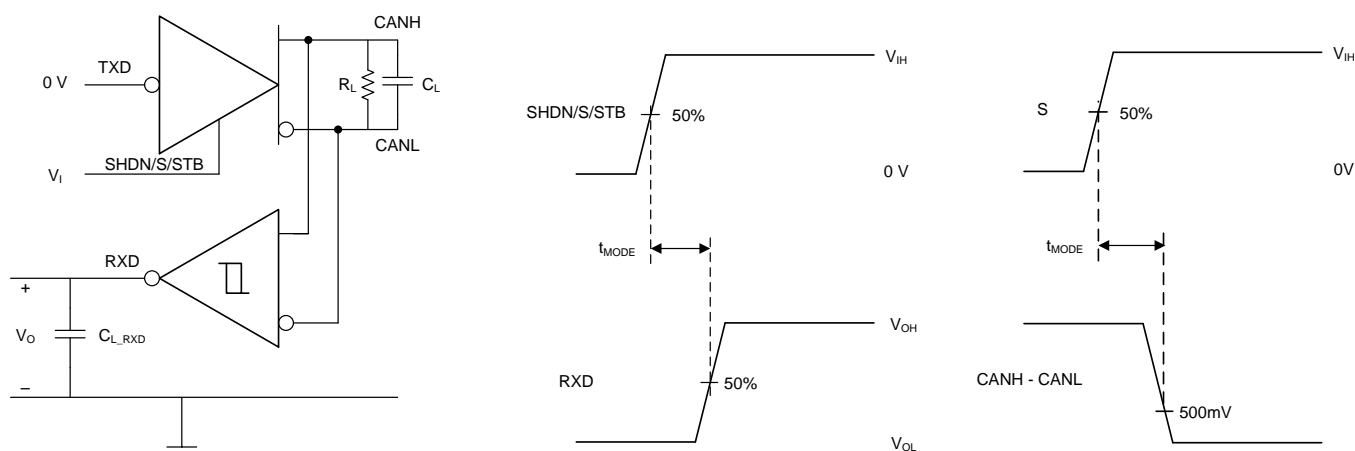 CANH
TXD
0 V
R_L
C_L
CANL
SHDN/S/STB
V_I
RXD
+
V_O
C_L_RXD
–
V_IH
SHDN/S/STB
50%
0 V
t_MODE
V_OH
RXD
50%
V_OL
V_IH
S
50%
0V
t_MODE
CANH - CANL
500mV